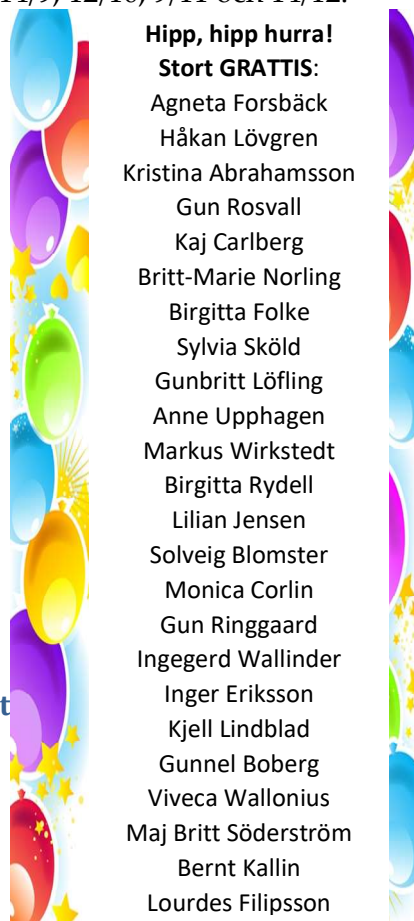 Hipp, hipp hurra!
Stort GRATTIS:
Agneta Forsbäck
Håkan Lövgren
Kristina Abrahamsson
Gun Rosvall
Kaj Carlberg
Britt-Marie Norling
Birgitta Folke
Sylvia Sköld
Gunbritt Löfling
Anne Upphagen
Markus Wirkstedt
Birgitta Rydell
Lilian Jensen
Solveig Blomster
Monica Corlin
Gun Ringgaard
Ingegerd Wallinder
Inger Eriksson
t
Kjell Lindblad
Gunnel Boberg
Viveca Wallonius
Maj Britt Söderström
Bernt Kallin
Lourdes Filipsson